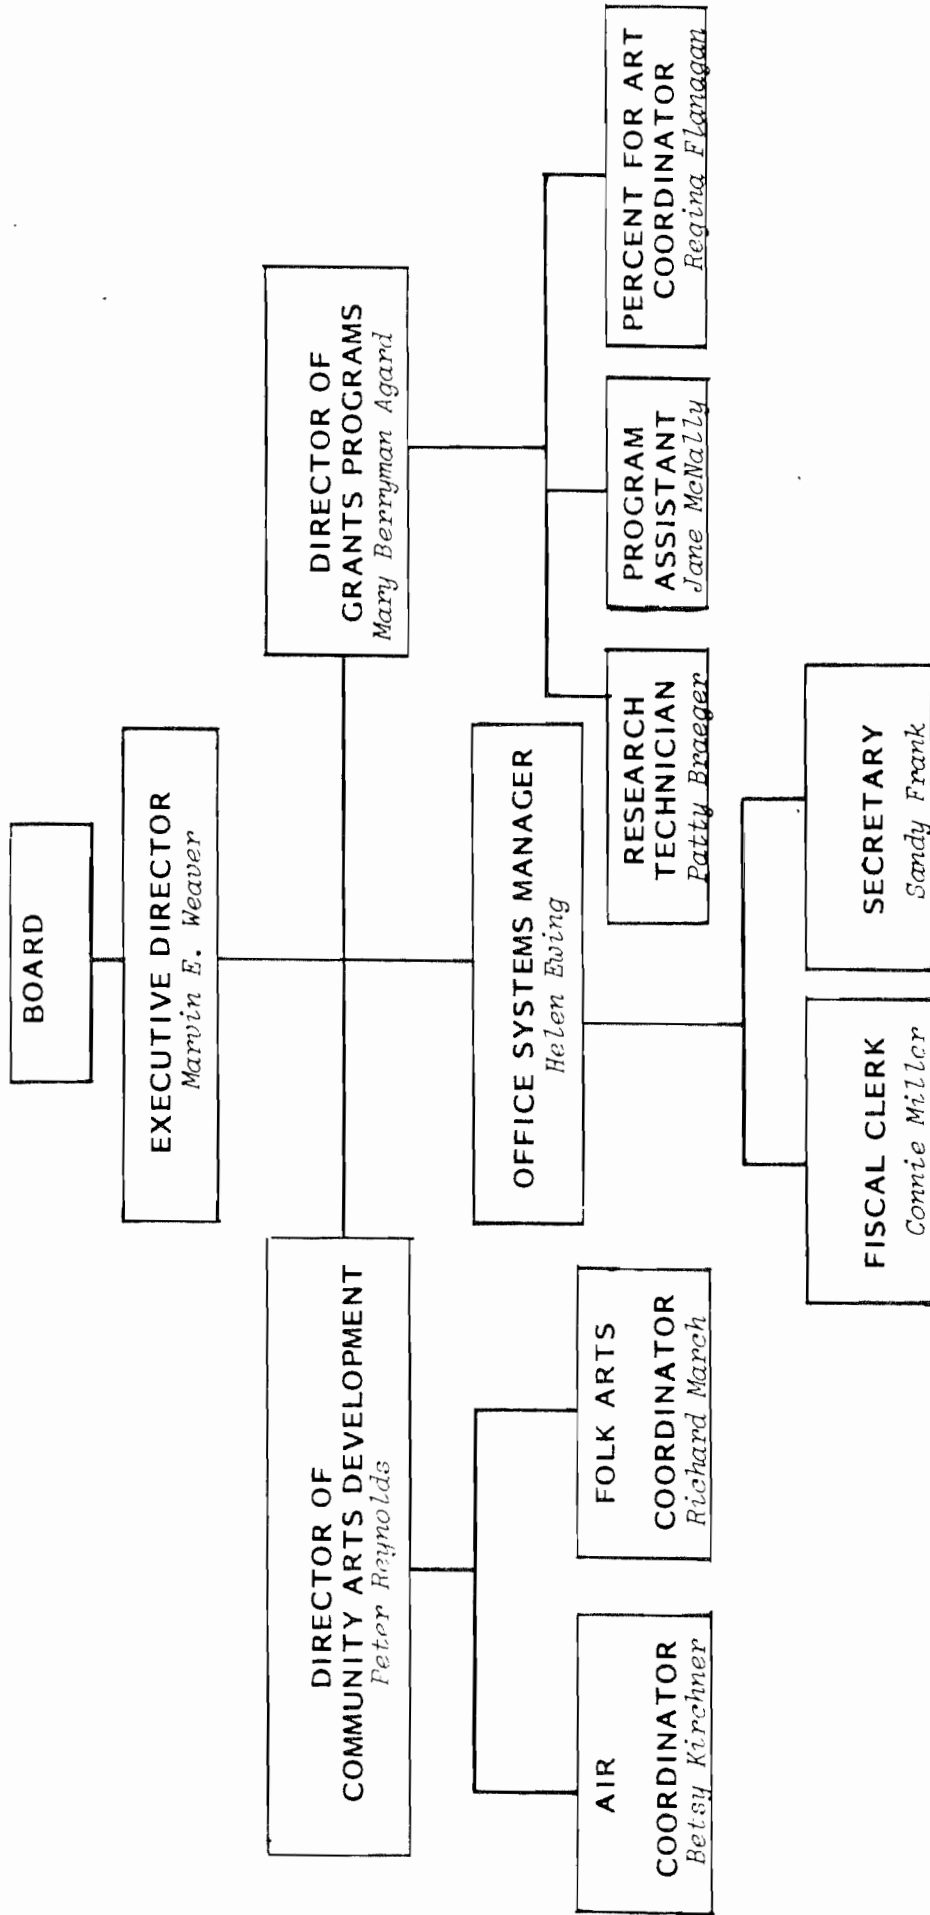 BOARD
EXECUTIVE DIRECTOR
Marvin E. Weaver
DIRECTOR OF
COMMUNITY ARTS DEVELOPMENT
Peter Reynolds
DIRECTOR OF
GRANTS PROGRAMS
Mary Berryman Agard
OFFICE SYSTEMS MANAGER
Helen Ewing
AIR
COORDINATOR
Betsy Kirchner
FOLK ARTS
COORDINATOR
Richard March
RESEARCH
TECHNICIAN
Patty Braeger
PROGRAM
ASSISTANT
Jane McNally
PERCENT FOR ART
COORDINATOR
Regina Flanagan
FISCAL CLERK
Connie Miller
SECRETARY
Sandy Frank